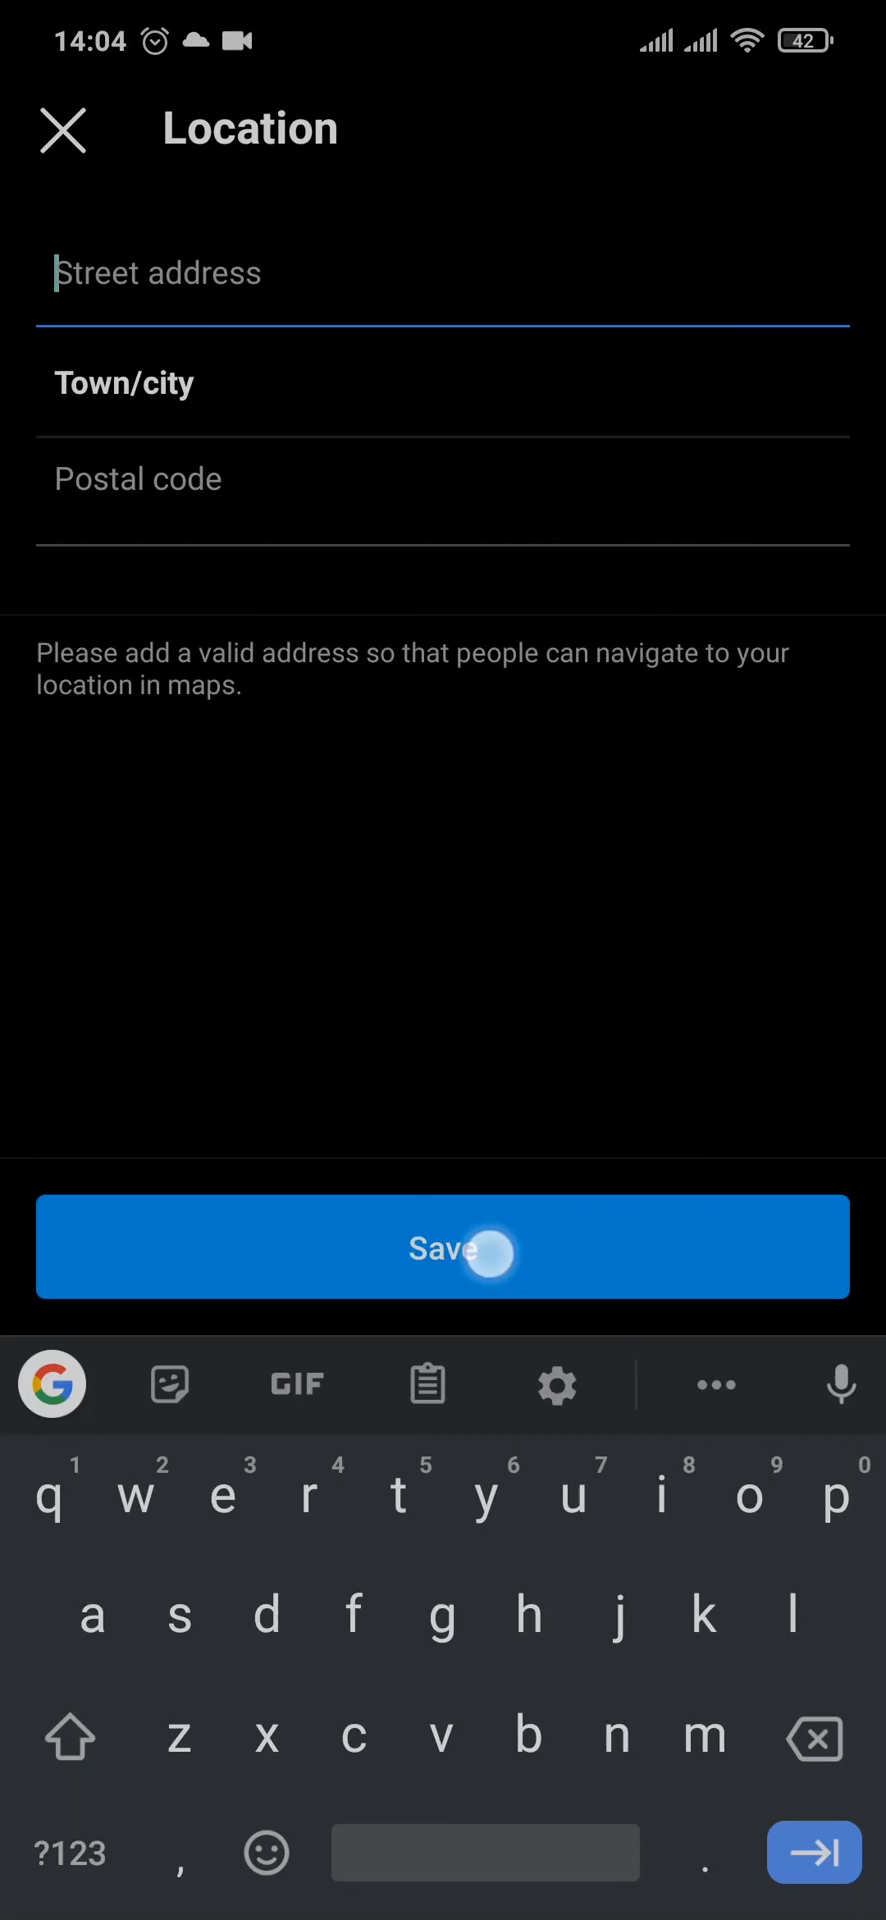 14:04 42
Location
Street address
Town/city
Postal code
Please add a valid address so that people can navigate to your
location in maps.
Save
GIF
1 2 3 4 5 6 7 8 9 0
q w e r t y u i o p
a s d f g h j k l
z x c v b n m
?123 , .